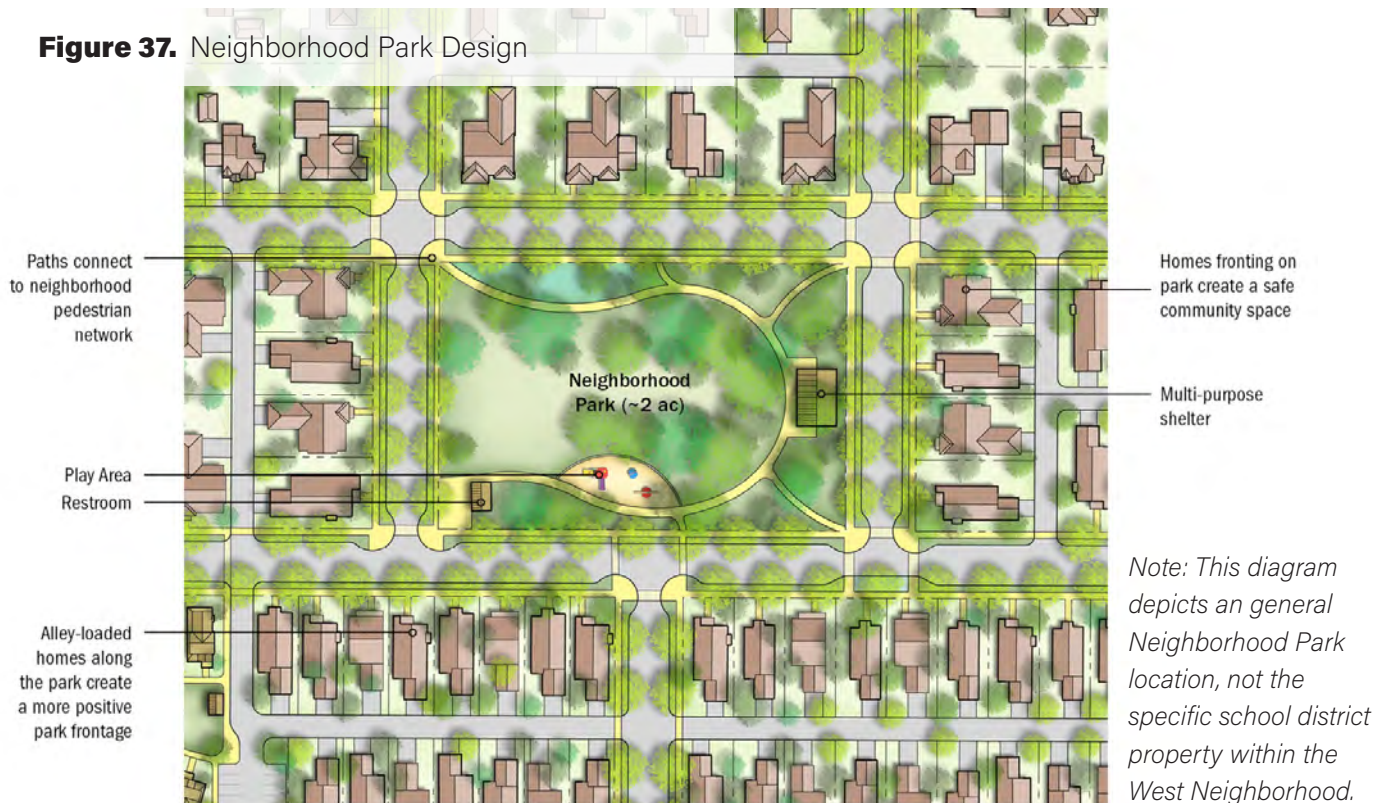 Figure 37. Neighborhood Park Design
Paths connect
to neighborhood
pedestrian
network
Homes fronting on
park create a safe
community space
Neighborhood
Park (~2 ac)
Multi-purpose
shelter
Play Area
Restroom
Alley-loaded
homes along
the park create
a more positive
park frontage
Note: This diagram
depicts an general
Neighborhood Park
location, not the
specific school district
property within the
West Neighborhood.